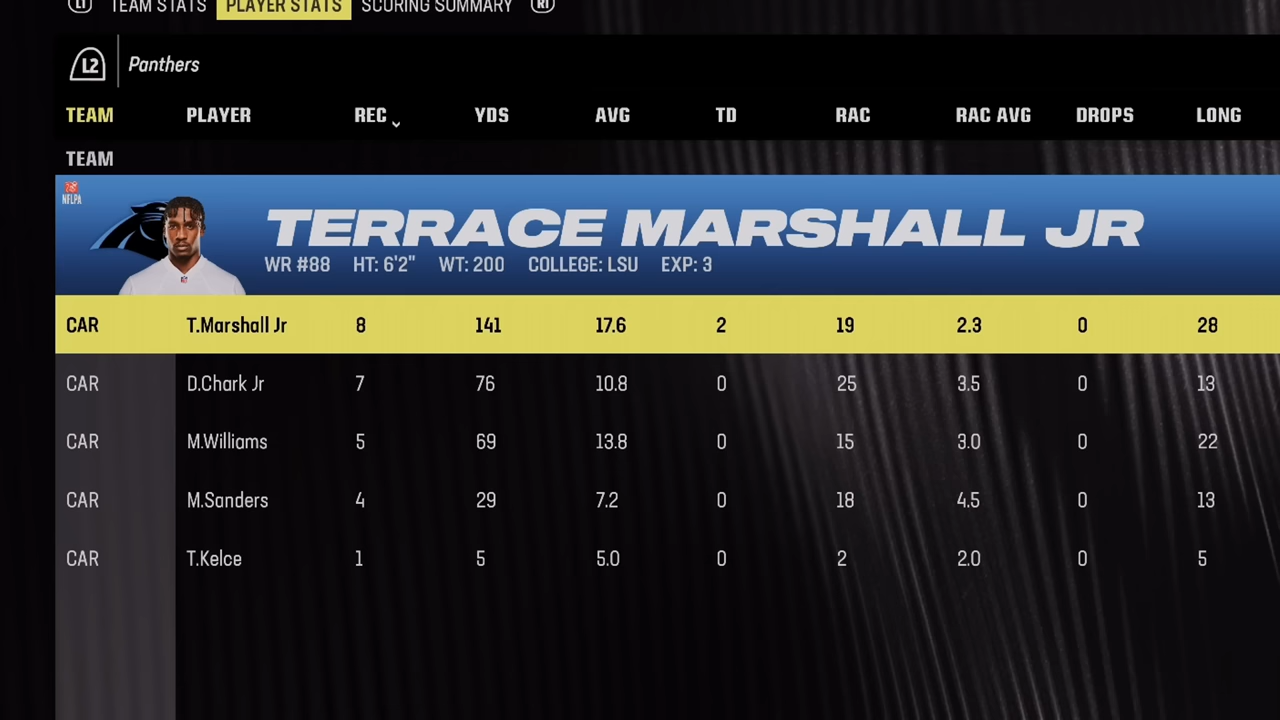 L1 TEAM STATS PLAYER STATS SCORING SUMMARY R1
L2 Panthers
TEAM PLAYER REC YDS AVG TD RAC RAC AVG DROPS LONG
TEAM
NFLPA
TERRACE MARSHALL JR
WR #88 HT: 6'2" WT: 200 COLLEGE: LSU EXP: 3
CAR T.Marshall Jr 8 141 17.6 2 19 2.3 0 28
CAR D.Chark Jr 7 76 10.8 0 25 3.5 0 13
CAR M.Williams 5 69 13.8 0 15 3.0 0 22
CAR M.Sanders 4 29 7.2 0 18 4.5 0 13
CAR T.Kelce 1 5 5.0 0 2 2.0 0 5